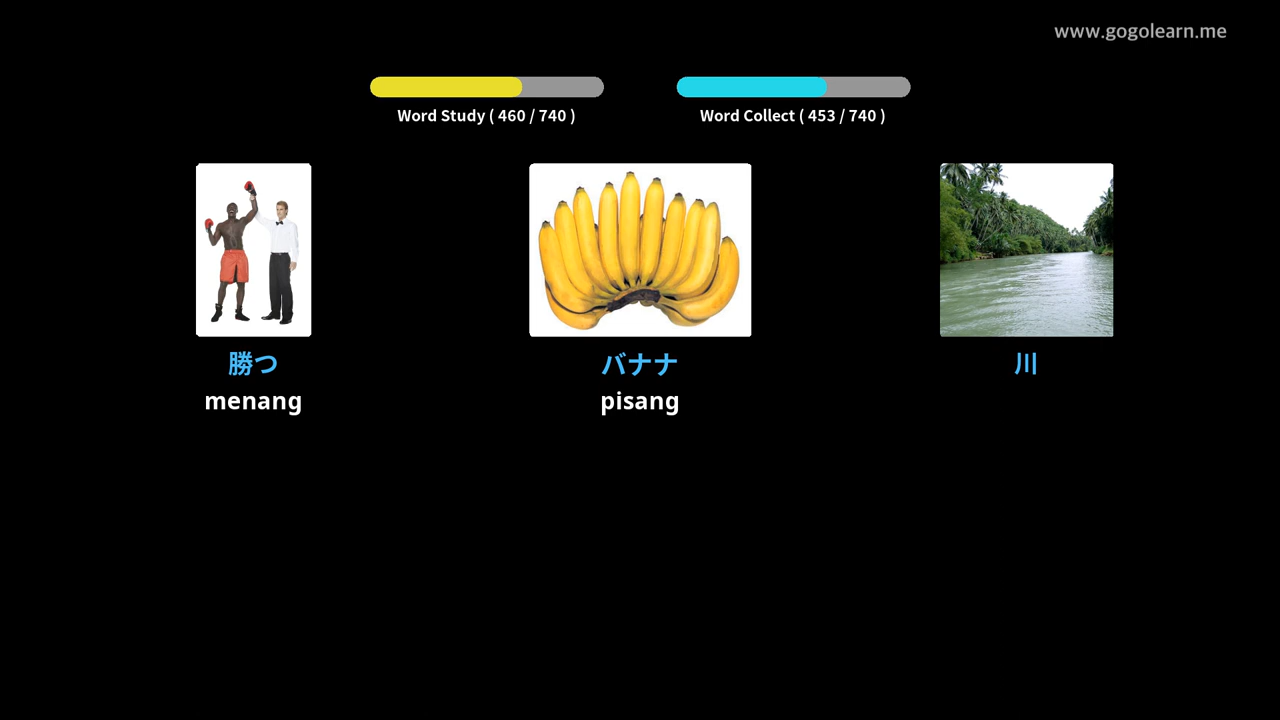 www.gogolearn.me
Word Study ( 460 / 740 )
Word Collect ( 453 / 740 )
勝つ
menang
バナナ
pisang
川